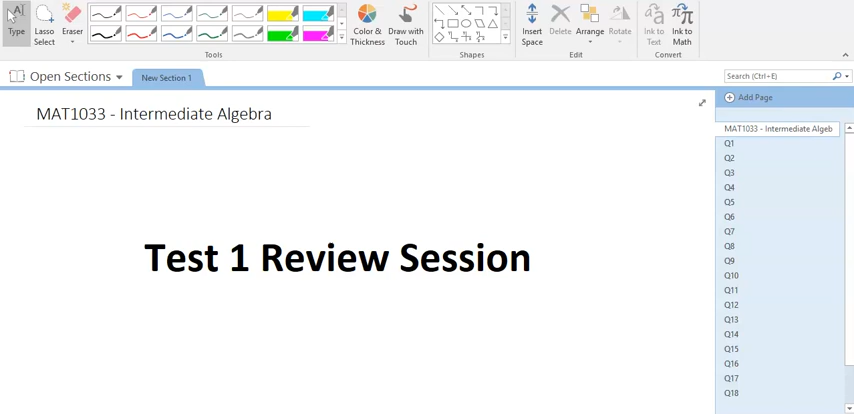 Type
Lasso Select
Eraser
Color & Thickness
Draw with Touch
Insert Space
Delete
Arrange
Rotate
Ink to Text
Ink to Math
Tools
Shapes
Edit
Convert
Open Sections
New Section 1
Search (Ctrl+E)
MAT1033 - Intermediate Algebra
Test 1 Review Session
Add Page
MAT1033 - Intermediate Algeb
Q1
Q2
Q3
Q4
Q5
Q6
Q7
Q8
Q9
Q10
Q11
Q12
Q13
Q14
Q15
Q16
Q17
Q18